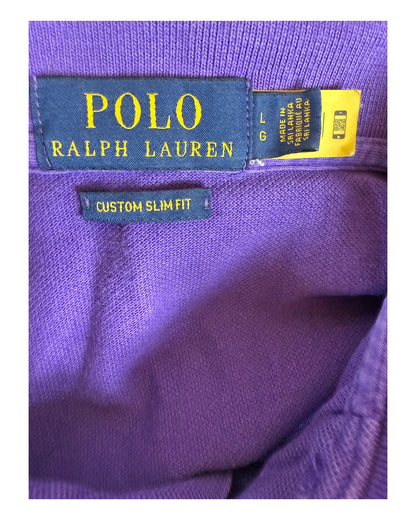 POLO
RALPH LAUREN
L
G
MADE IN
SRI LANKA
FABRIQUÉ AU
SRI LANKA
CUSTOM SLIM FIT